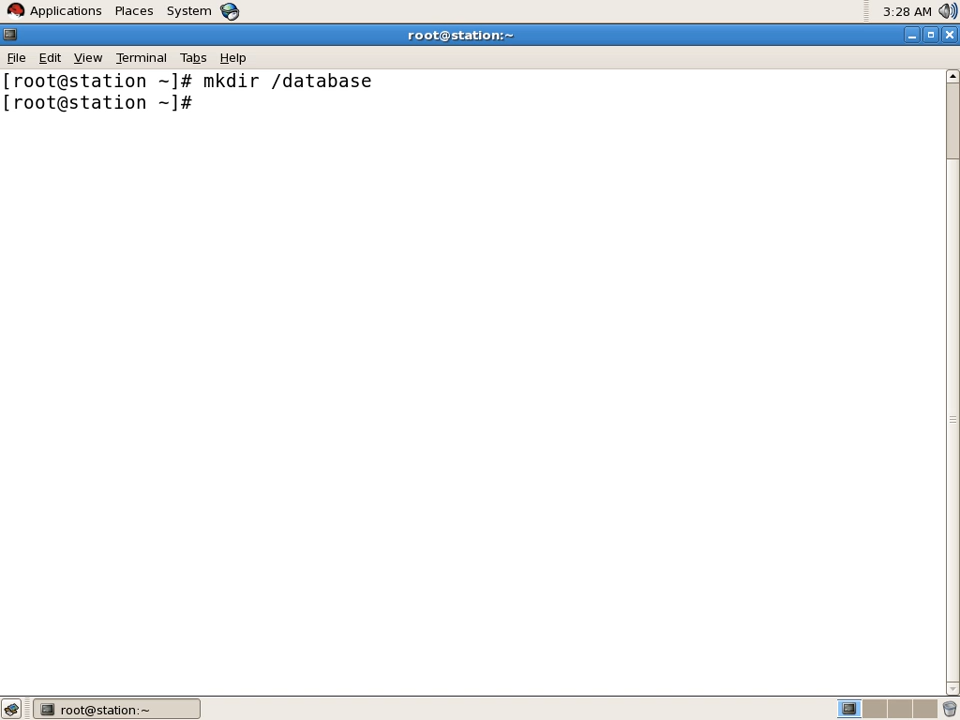 Applications Places System 3:28 AM
root@station:~
File Edit View Terminal Tabs Help
[root@station ~]# mkdir /database
[root@station ~]#
root@station:~